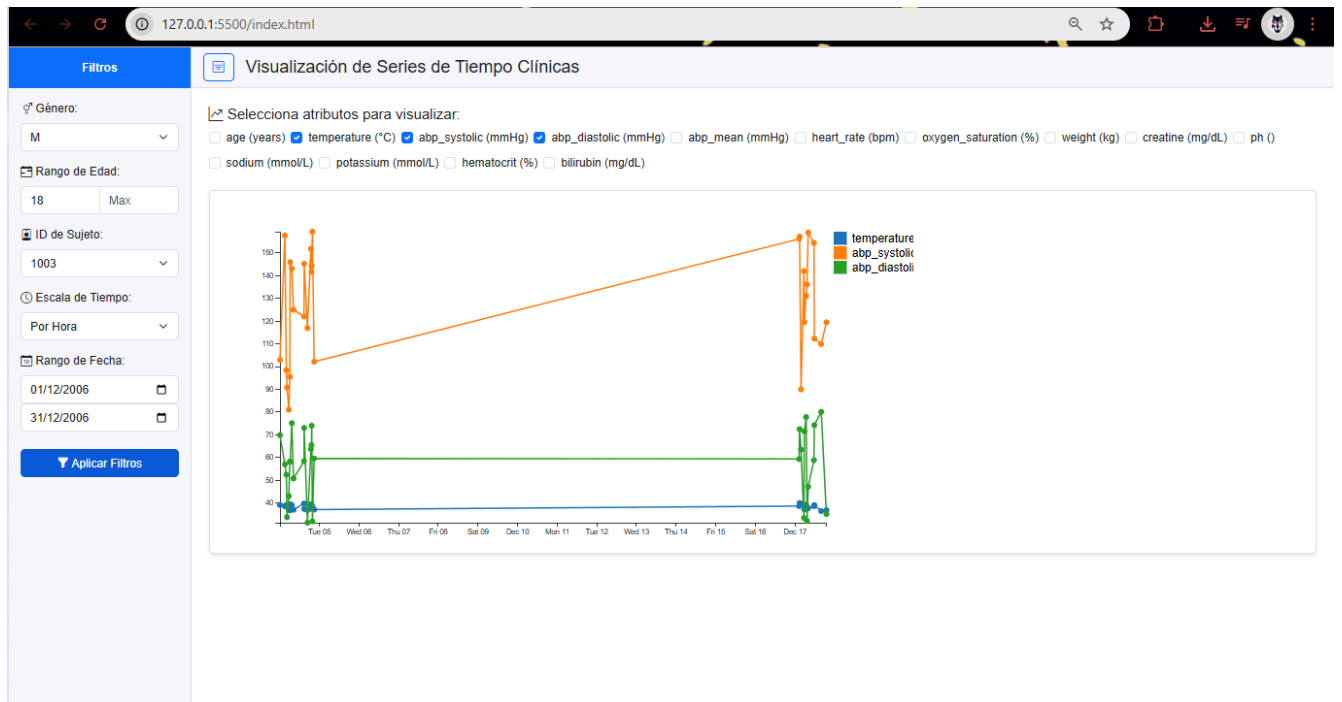 127.0.0.1:5500/index.html
Filtros
Visualización de Series de Tiempo Clínicas
Género:
M
Rango de Edad:
18 Max
ID de Sujeto:
1003
Escala de Tiempo:
Por Hora
Rango de Fecha:
01/12/2006
31/12/2006
Aplicar Filtros
Selecciona atributos para visualizar:
age (years) temperature (°C) abp_systolic (mmHg) abp_diastolic (mmHg) abp_mean (mmHg) heart_rate (bpm) oxygen_saturation (%) weight (kg) creatine (mg/dL) ph ()
sodium (mmol/L) potassium (mmol/L) hematocrit (%) bilirubin (mg/dL)
150
140
130
120
110
100
90
80
70
60
50
40
Tue 05 Wed 06 Thu 07 Fri 08 Sat 09 Dec 10 Mon 11 Tue 12 Wed 13 Thu 14 Fri 15 Sat 16 Dec 17
temperature
abp_systolic
abp_diastoli